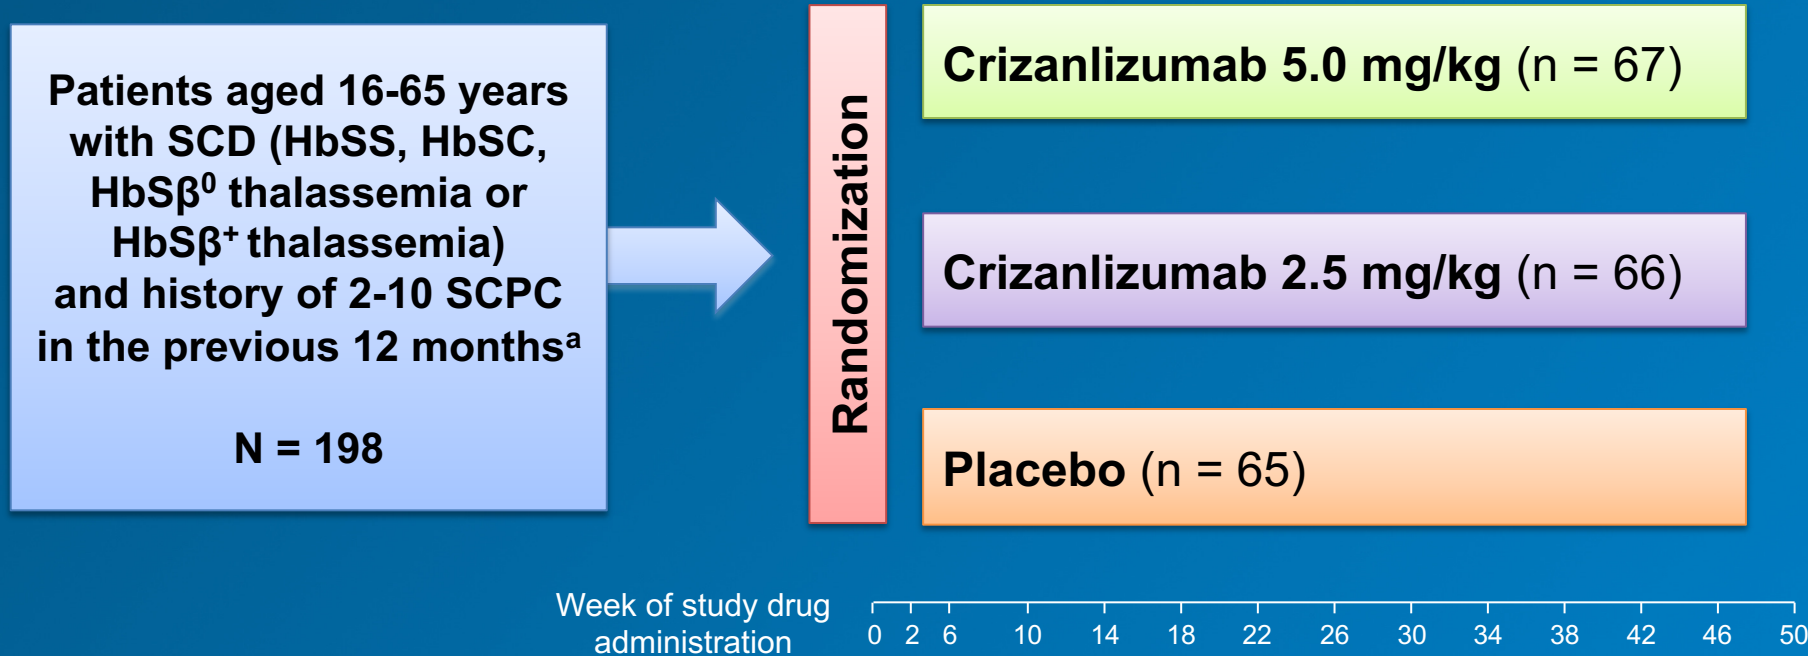 Patients aged 16-65 years
with SCD (HbSS, HbSC,
HbSβ⁰ thalassemia or
HbSβ⁺ thalassemia)
and history of 2-10 SCPC
in the previous 12 monthsᵃ
N = 198
Randomization
Crizanlizumab 5.0 mg/kg (n = 67)
Crizanlizumab 2.5 mg/kg (n = 66)
Placebo (n = 65)
Week of study drug
administration
0 2 6 10 14 18 22 26 30 34 38 42 46 50